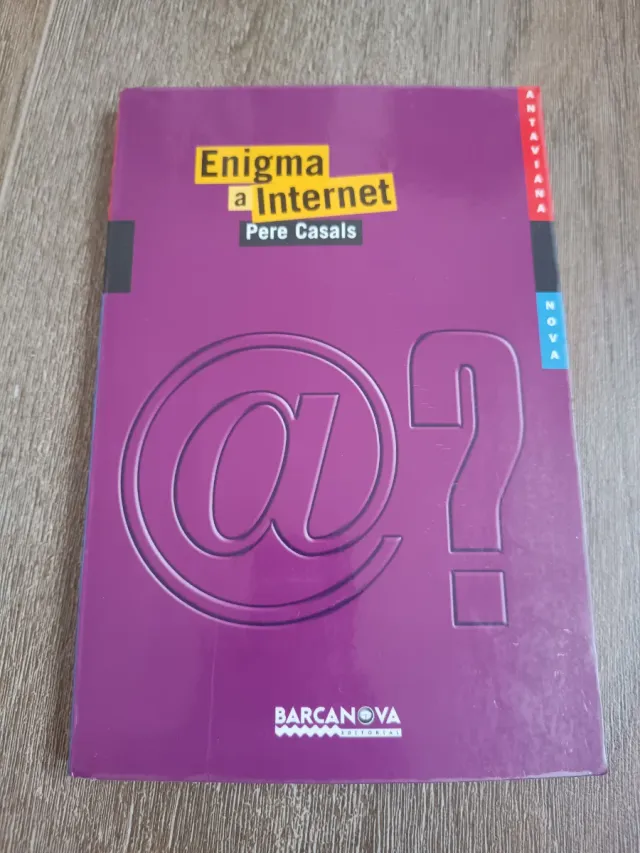 Enigma
a Internet
Pere Casals
ANTAVIANA
NOVA
@?
BARCANOVA
EDITORIAL